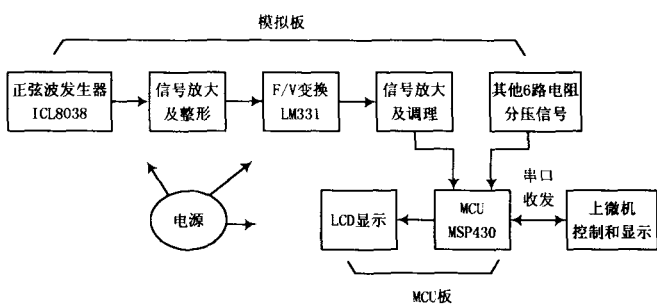 模拟板
正弦波发生器
ICL8038
信号放大
及整形
F/V变换
LM331
信号放大
及调理
其他6路电阻
分压信号
串口
收发
电源
LCD显示
MCU
MSP430
上微机
控制和显示
MCU板